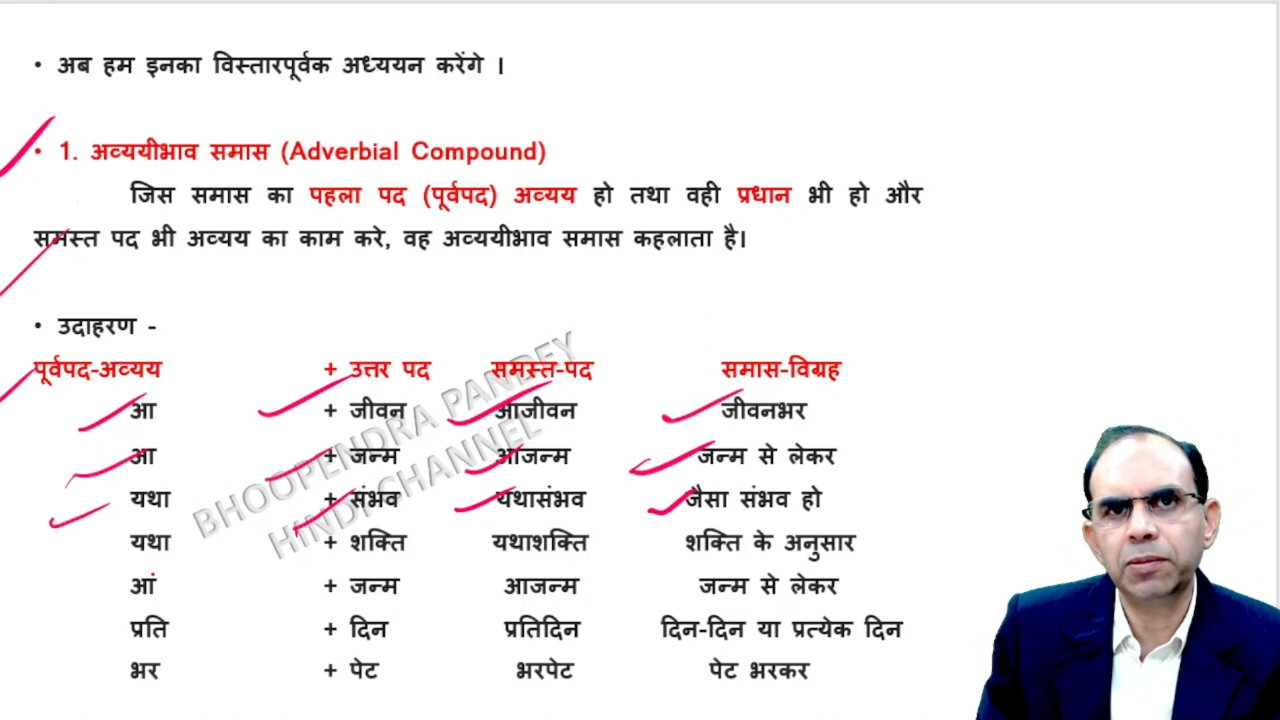 • अब हम इनका विस्तारपूर्वक अध्ययन करेंगे ।
• 1. अव्ययीभाव समास (Adverbial Compound)
जिस समास का पहला पद (पूर्वपद) अव्यय हो तथा वही प्रधान भी हो और
समस्त पद भी अव्यय का काम करे, वह अव्ययीभाव समास कहलाता है।
• उदाहरण -
पूर्वपद-अव्यय + उत्तर पद समस्त-पद समास-विग्रह
आ + जीवन आजीवन जीवनभर
आ + जन्म आजन्म जन्म से लेकर
यथा + संभव यथासंभव जैसा संभव हो
यथा + शक्ति यथाशक्ति शक्ति के अनुसार
आ + जन्म आजन्म जन्म से लेकर
प्रति + दिन प्रतिदिन दिन-दिन या प्रत्येक दिन
भर + पेट भरपेट पेट भरकर
BHOOPENDRA PANDEY
HINDI CHANNEL